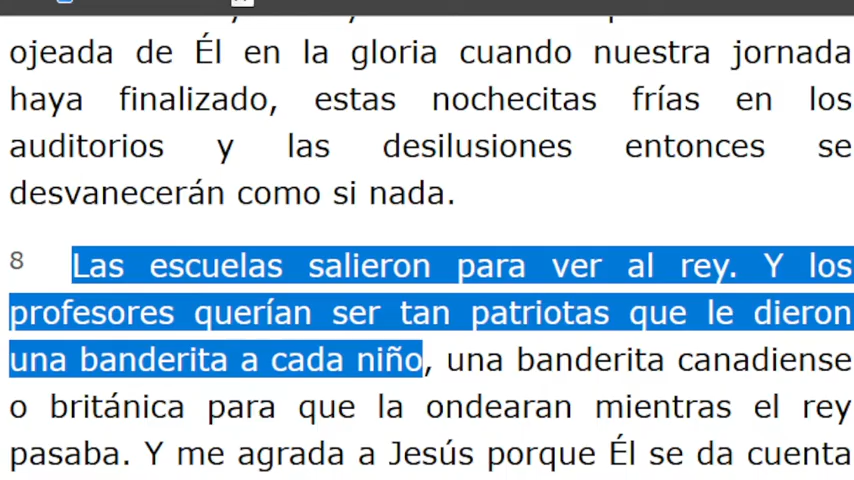 ojeada de Él en la gloria cuando nuestra jornada
haya finalizado, estas nochecitas frías en los
auditorios y las desilusiones entonces se
desvanecerán como si nada.
8 Las escuelas salieron para ver al rey. Y los
profesores querían ser tan patriotas que le dieron
una banderita a cada niño, una banderita canadiense
o británica para que la ondearan mientras el rey
pasaba. Y me agrada a Jesús porque Él se da cuenta